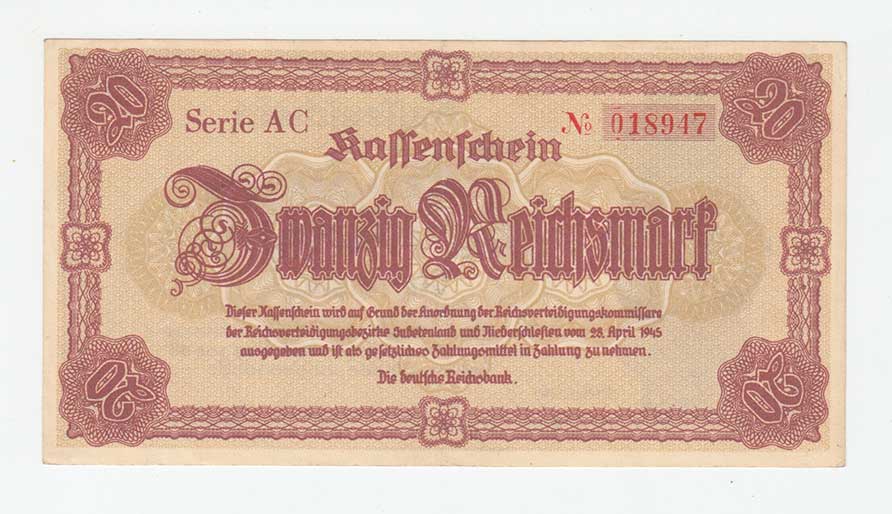 20 20
Serie AC № 018947
Kassenschein
Zwanzig Reichsmark
Dieser Kassenschein wird auf Grund der Anordnung der Reichsverteidigungskommissare
der Reichsverteidigungsbezirke Sudetenland und Niederschlesien vom 28. April 1945
ausgegeben und ist als gesetzliches Zahlungsmittel in Zahlung zu nehmen.
Die deutsche Reichsbank.
20 20